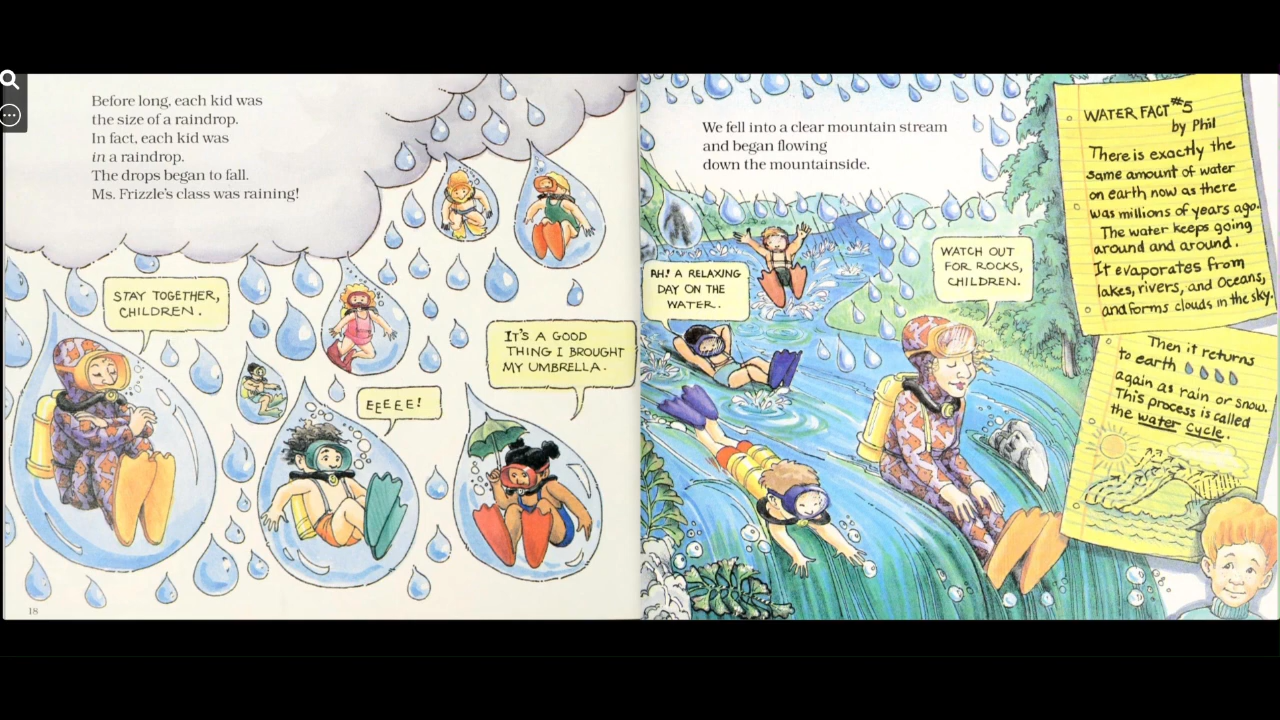 Before long, each kid was
the size of a raindrop.
In fact, each kid was
in a raindrop.
The drops began to fall.
Ms. Frizzle's class was raining!
STAY TOGETHER,
CHILDREN.
EEEEE!
IT'S A GOOD
THING I BROUGHT
MY UMBRELLA.
18
We fell into a clear mountain stream
and began flowing
down the mountainside.
AH! A RELAXING
DAY ON THE
WATER.
WATCH OUT
FOR ROCKS,
CHILDREN.
WATER FACT #5
by Phil
There is exactly the
same amount of water
on earth now as there
was millions of years ago.
The water keeps going
around and around.
It evaporates from
lakes, rivers, and Oceans,
and forms clouds in the sky.
Then it returns
to earth
again as rain or snow.
This process is called
the water cycle.